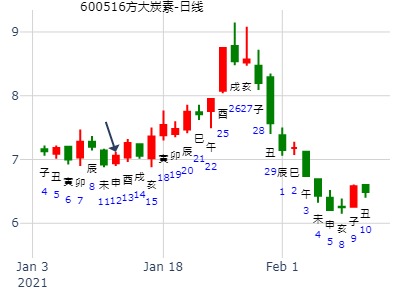 600516方大炭素-日线
9
8
7
6
子 丑 寅 卯 辰 未 申 酉 戌 亥 寅 卯 辰 巳 午 酉 戌 亥 子 丑 辰 巳 午 未 申 亥 子 丑
4 5 6 7 8 11 12 13 14 15 18 19 20 21 22 25 26 27 28 29 1 2 3 4 5 8 9 10
Jan 3 Jan 18 Feb 1
2021